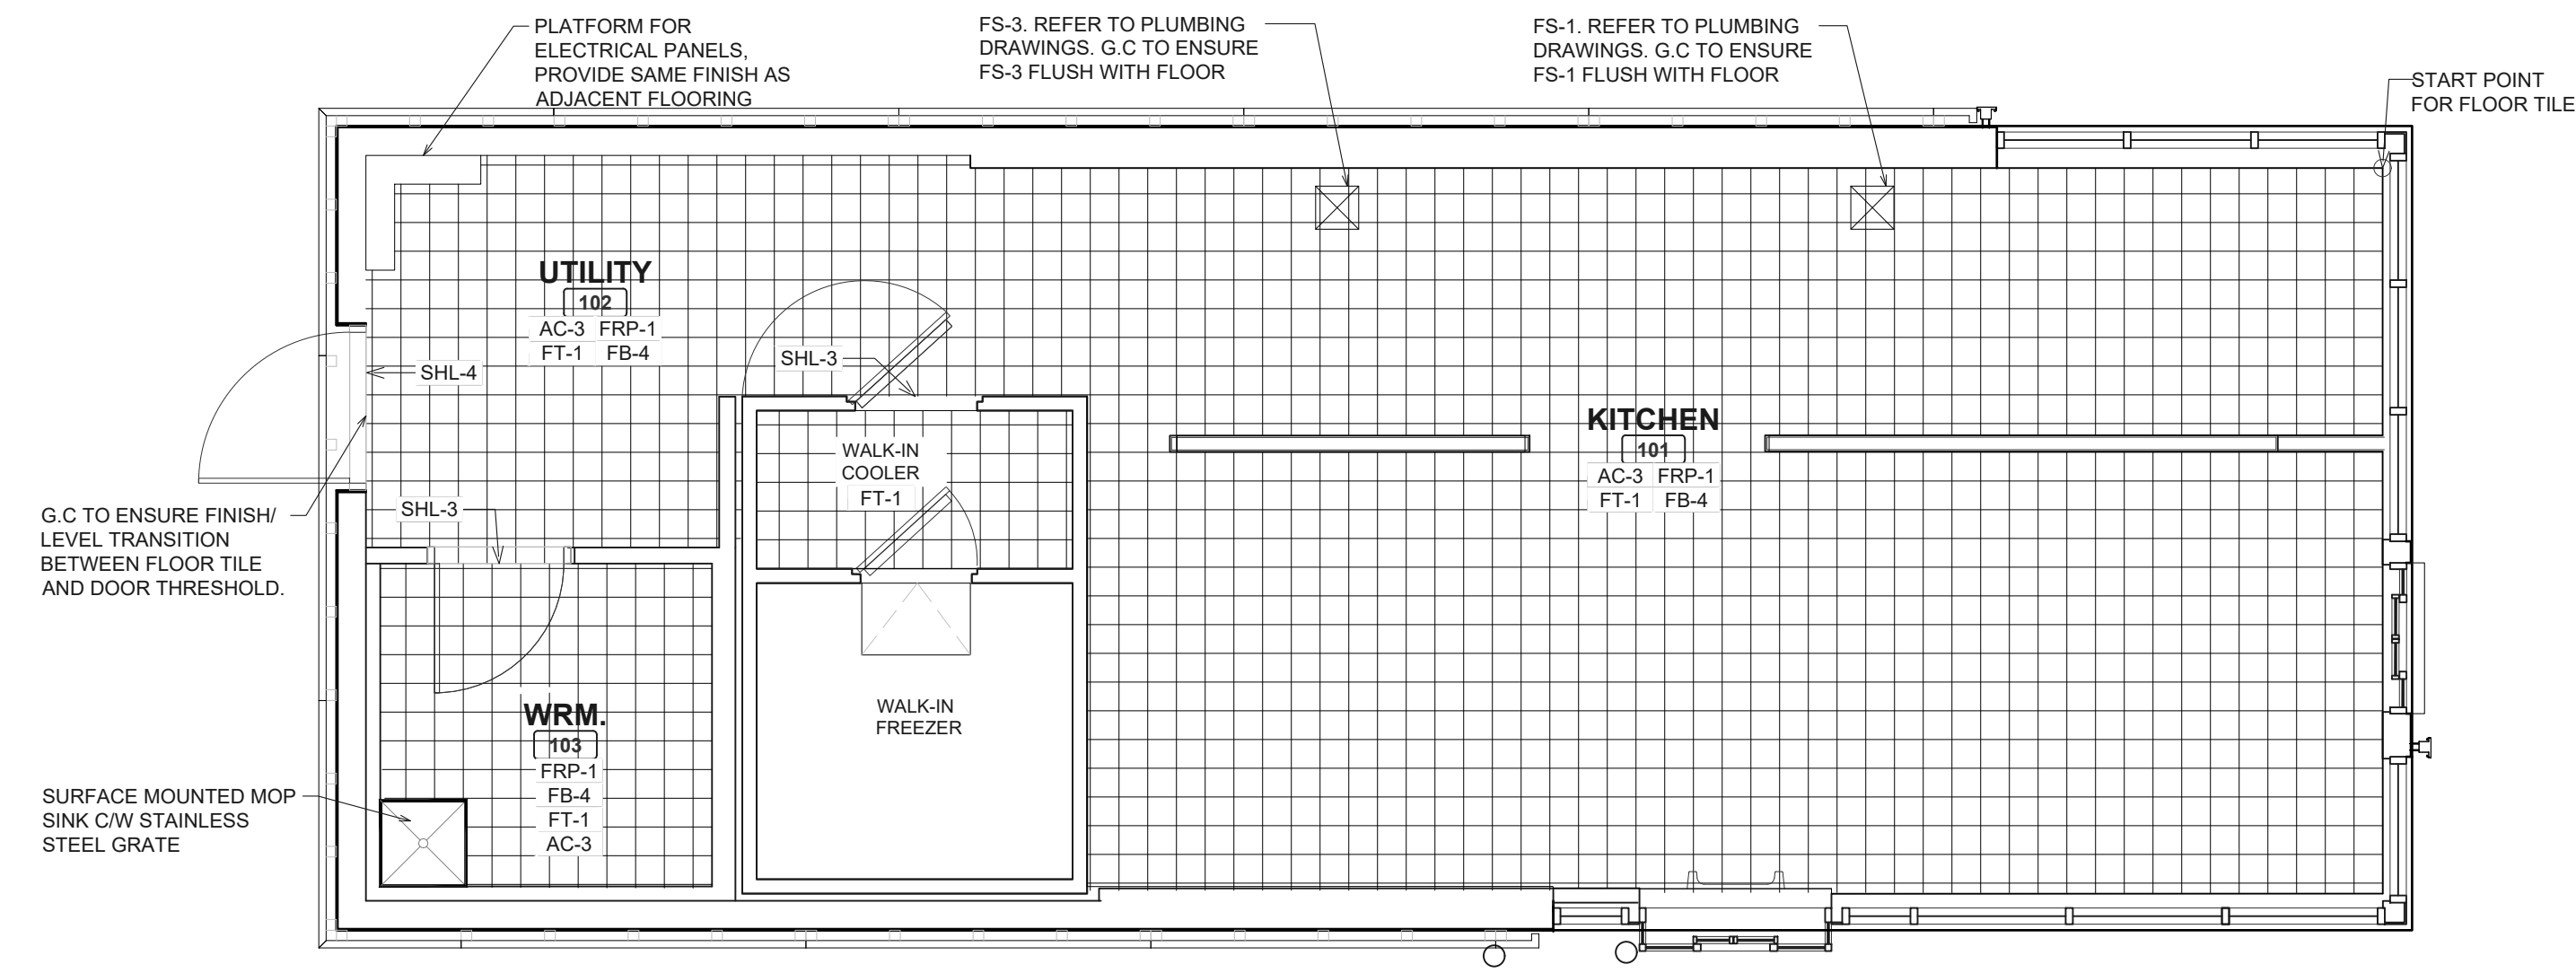 PLATFORM FOR
ELECTRICAL PANELS,
PROVIDE SAME FINISH AS
ADJACENT FLOORING
FS-3. REFER TO PLUMBING
DRAWINGS. G.C TO ENSURE
FS-3 FLUSH WITH FLOOR
FS-1. REFER TO PLUMBING
DRAWINGS. G.C TO ENSURE
FS-1 FLUSH WITH FLOOR
START POINT
FOR FLOOR TILE
UTILITY
102
AC-3 FRP-1
FT-1 FB-4
SHL-4
SHL-3
WALK-IN
COOLER
FT-1
KITCHEN
101
AC-3 FRP-1
FT-1 FB-4
G.C TO ENSURE FINISH/
LEVEL TRANSITION
BETWEEN FLOOR TILE
AND DOOR THRESHOLD.
SHL-3
WRM.
103
FRP-1
FB-4
FT-1
AC-3
WALK-IN
FREEZER
SURFACE MOUNTED MOP
SINK C/W STAINLESS
STEEL GRATE